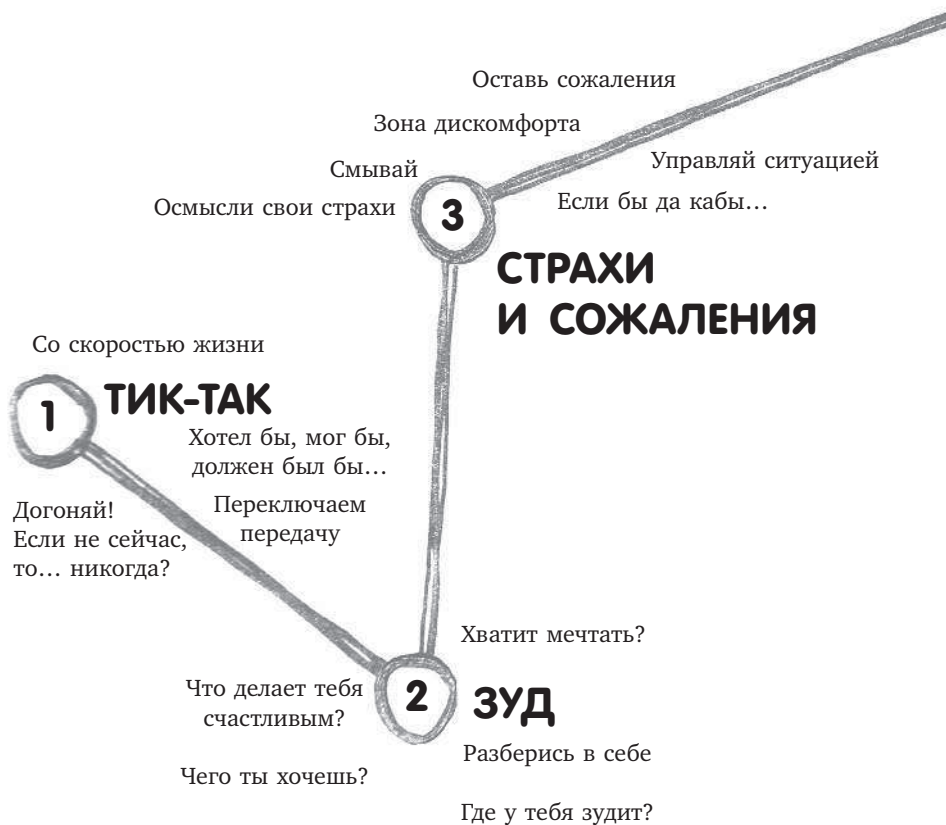 Оставь сожаления
Зона дискомфорта
Управляй ситуацией
Смывай
Осмысли свои страхи
Если бы да кабы…
3
СТРАХИ
И СОЖАЛЕНИЯ
Со скоростью жизни
1
ТИК-ТАК
Хотел бы, мог бы,
должен был бы…
Переключаем
передачу
Догоняй!
Если не сейчас,
то… никогда?
Хватит мечтать?
Что делает тебя
счастливым?
2
ЗУД
Разберись в себе
Чего ты хочешь?
Где у тебя зудит?